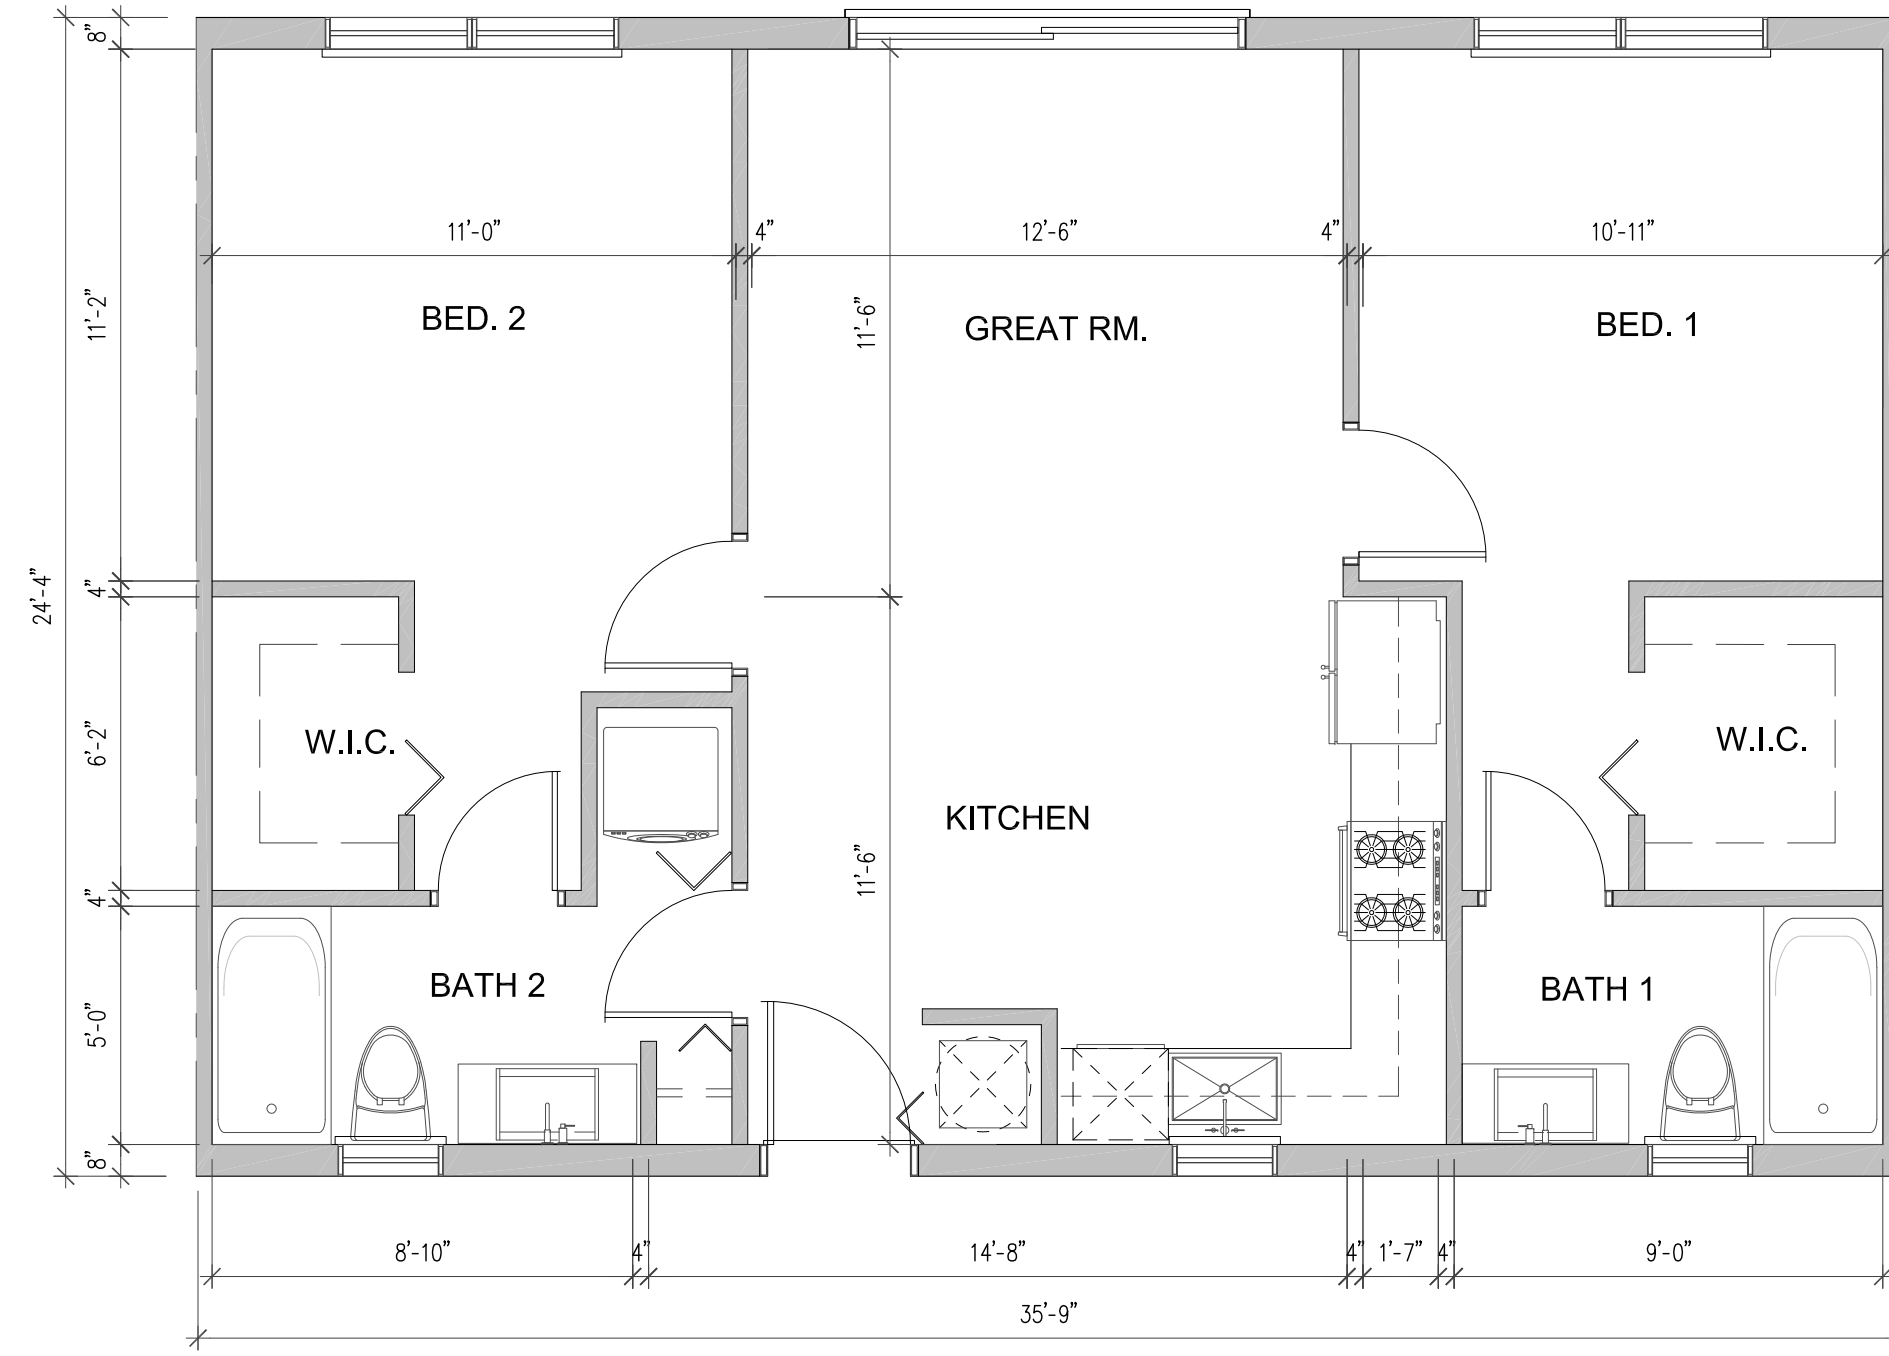 8"
11'-0"
4"
12'-6"
4"
10'-11"
11'-2"
BED. 2
11'-6"
GREAT RM.
BED. 1
24'-4"
4"
6'-2"
W.I.C.
W.I.C.
KITCHEN
11'-6"
4"
5'-0"
BATH 2
BATH 1
8"
8'-10"
4"
14'-8"
4"
1'-7"
4"
9'-0"
35'-9"